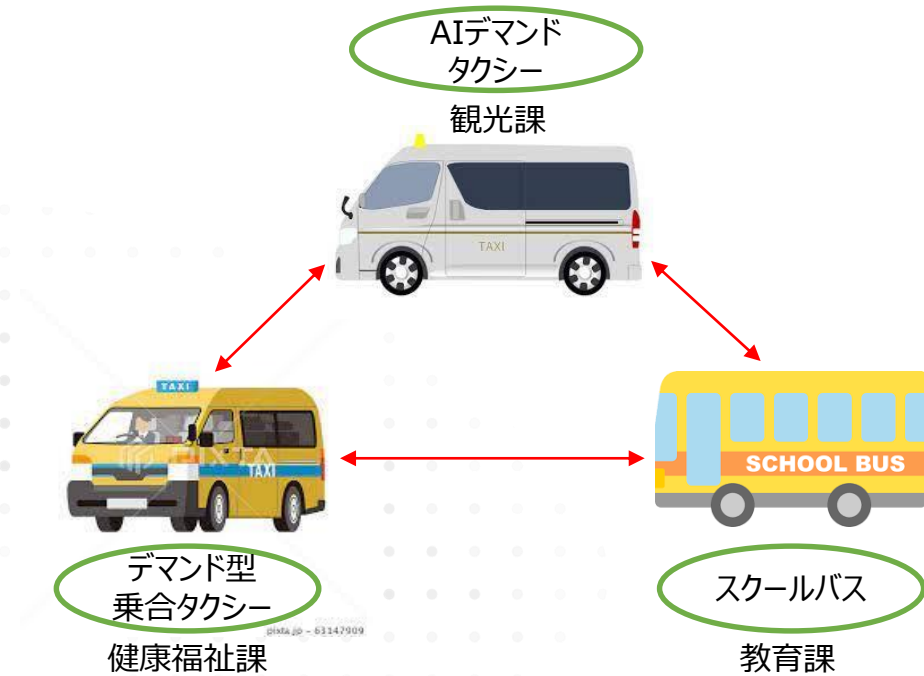 AIデマンド
タクシー
観光課
TAXI
TAXI
TAXI
PIXTA
SCHOOL BUS
デマンド型
乗合タクシー
スクールバス
pixta.jp - 63147909
健康福祉課
教育課